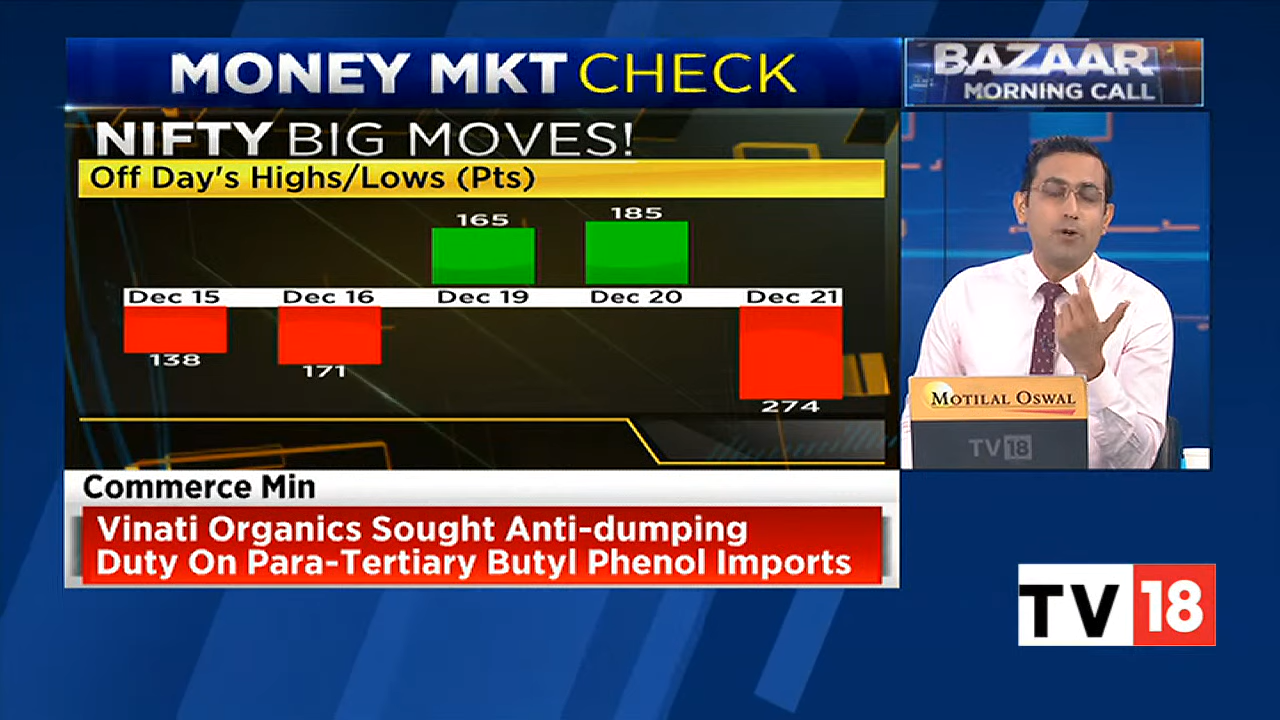 MONEY MKT CHECK
BAZAAR
MORNING CALL
NIFTY BIG MOVES!
Off Day's Highs/Lows (Pts)
165
185
Dec 15
Dec 16
Dec 19
Dec 20
Dec 21
138
171
274
MOTILAL OSWAL
TV18
Commerce Min
Vinati Organics Sought Anti-dumping
Duty On Para-Tertiary Butyl Phenol Imports
TV18